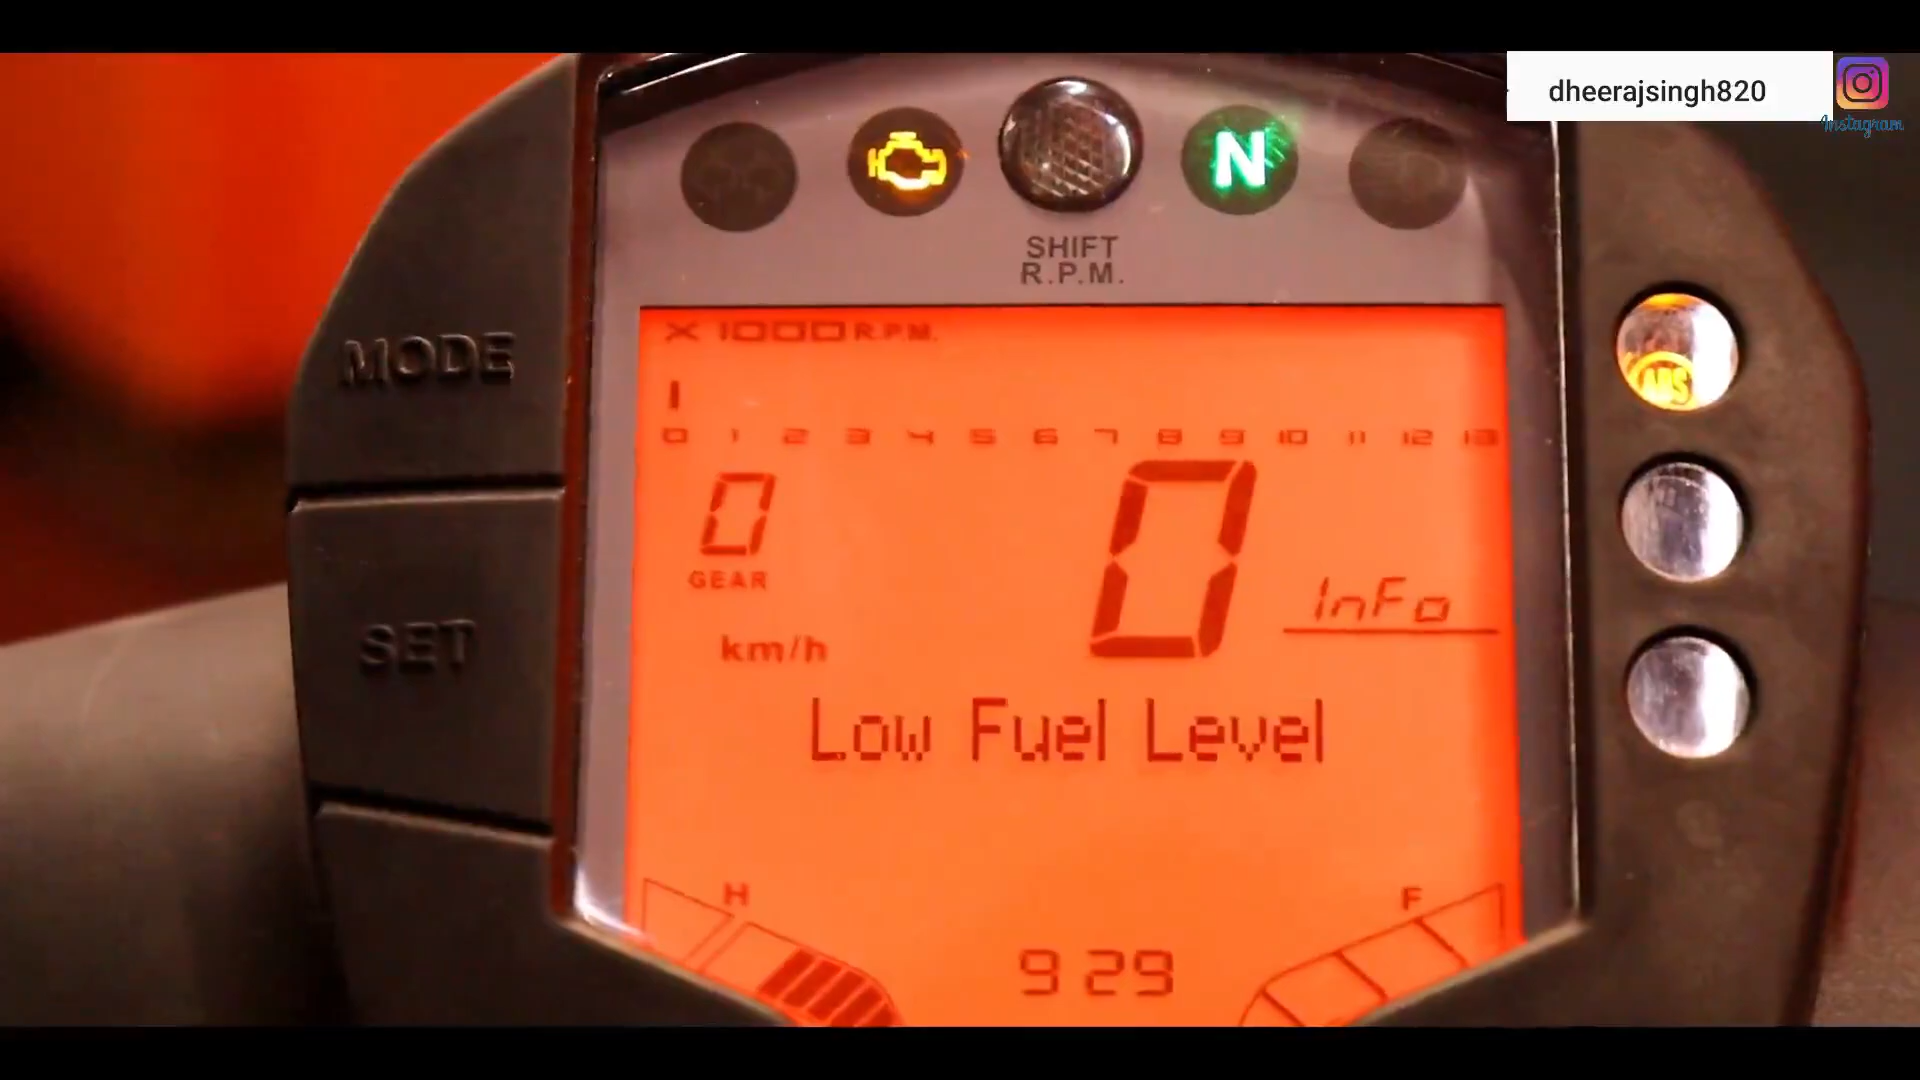 dheerajsingh820
Instagram
N
SHIFT
R.P.M.
MODE
X 1000 R.P.M.
0 1 2 3 4 5 6 7 8 9 10 11 12 13
ABS
0
GEAR
0
InFo
SET
km/h
Low Fuel Level
H
F
9 29